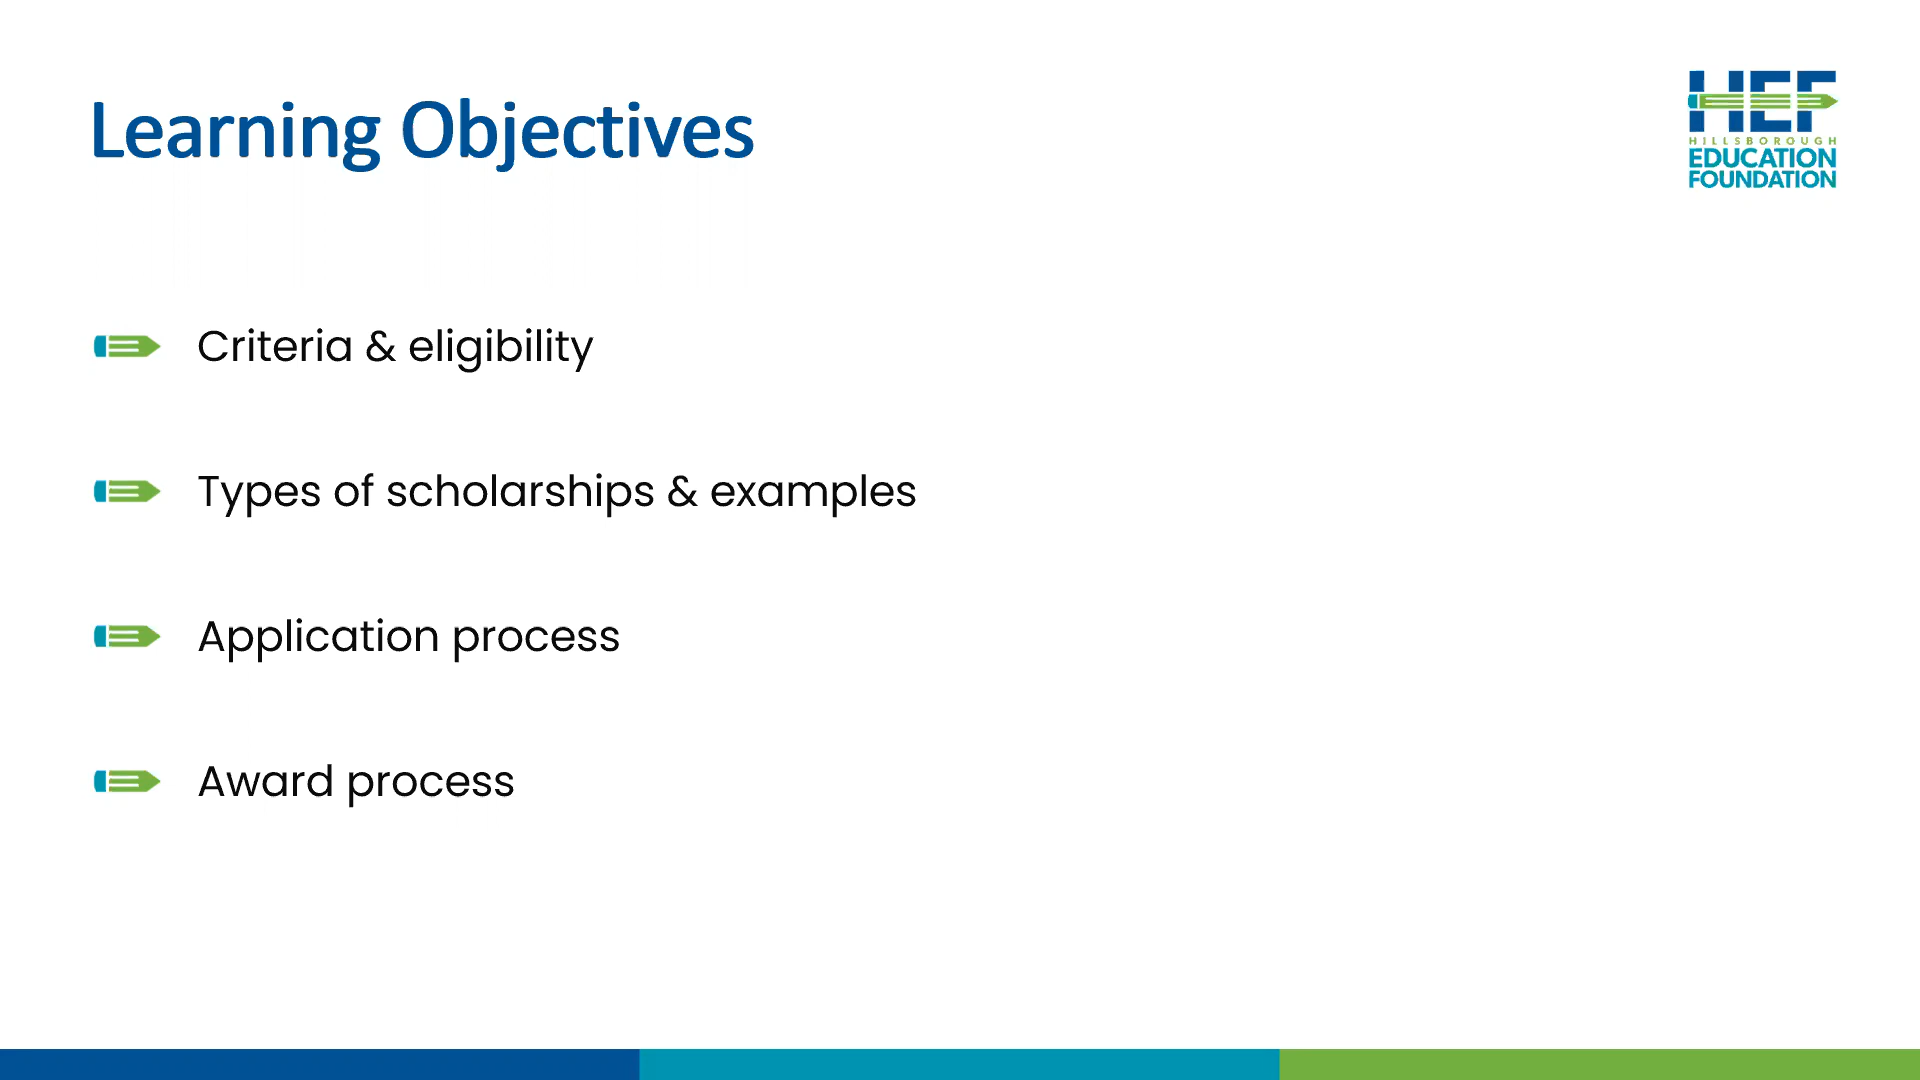 Learning Objectives
HEF
HILLSBOROUGH
EDUCATION
FOUNDATION
Criteria & eligibility
Types of scholarships & examples
Application process
Award process